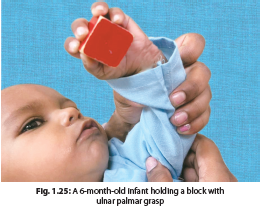 Fig. 1.25: A 6-month-old infant holding a block with
ulnar palmar grasp